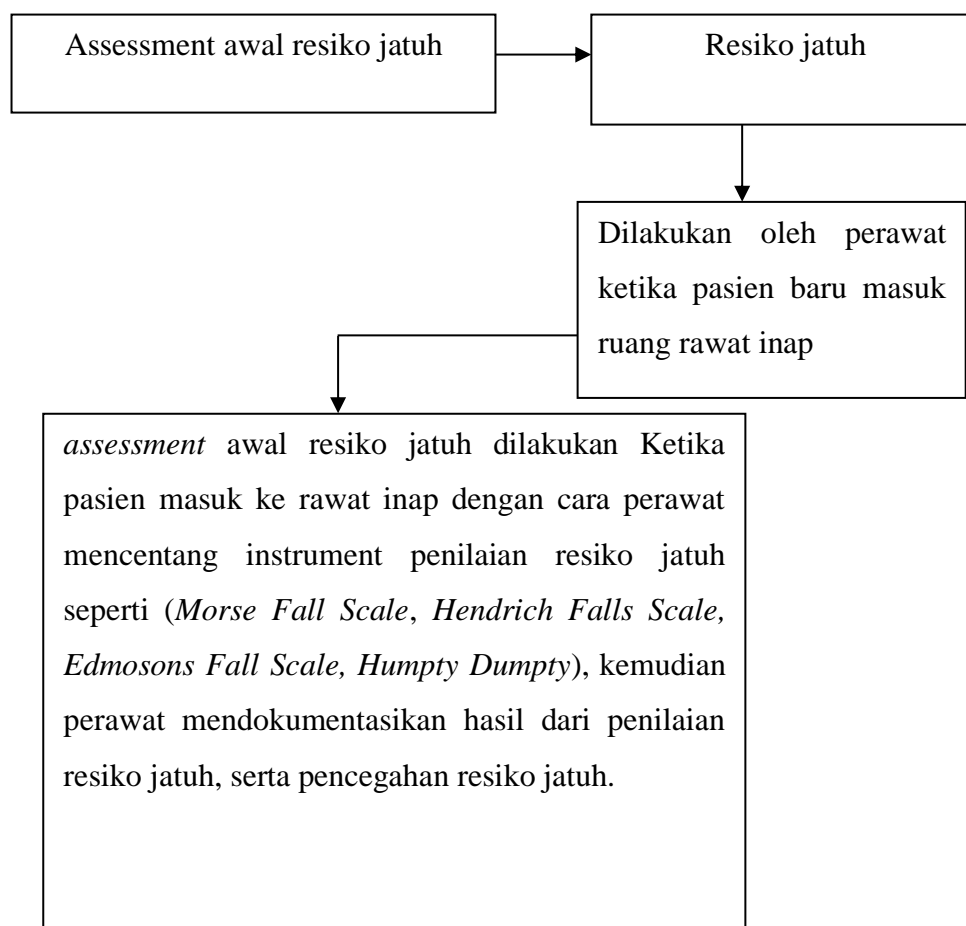 Assessment awal resiko jatuh
Resiko jatuh
Dilakukan oleh perawat
ketika pasien baru masuk
ruang rawat inap
assessment awal resiko jatuh dilakukan Ketika
pasien masuk ke rawat inap dengan cara perawat
mencentang instrument penilaian resiko jatuh
seperti (Morse Fall Scale, Hendrich Falls Scale,
Edmosons Fall Scale, Humpty Dumpty), kemudian
perawat mendokumentasikan hasil dari penilaian
resiko jatuh, serta pencegahan resiko jatuh.